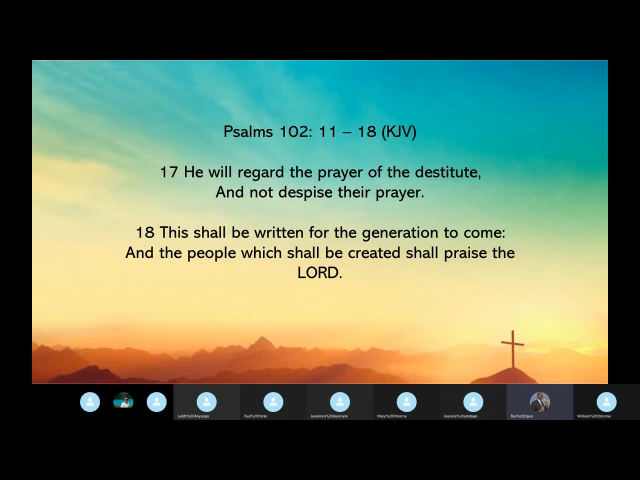 Psalms 102: 11 – 18 (KJV)
17 He will regard the prayer of the destitute,
And not despise their prayer.
18 This shall be written for the generation to come:
And the people which shall be created shall praise the
LORD.